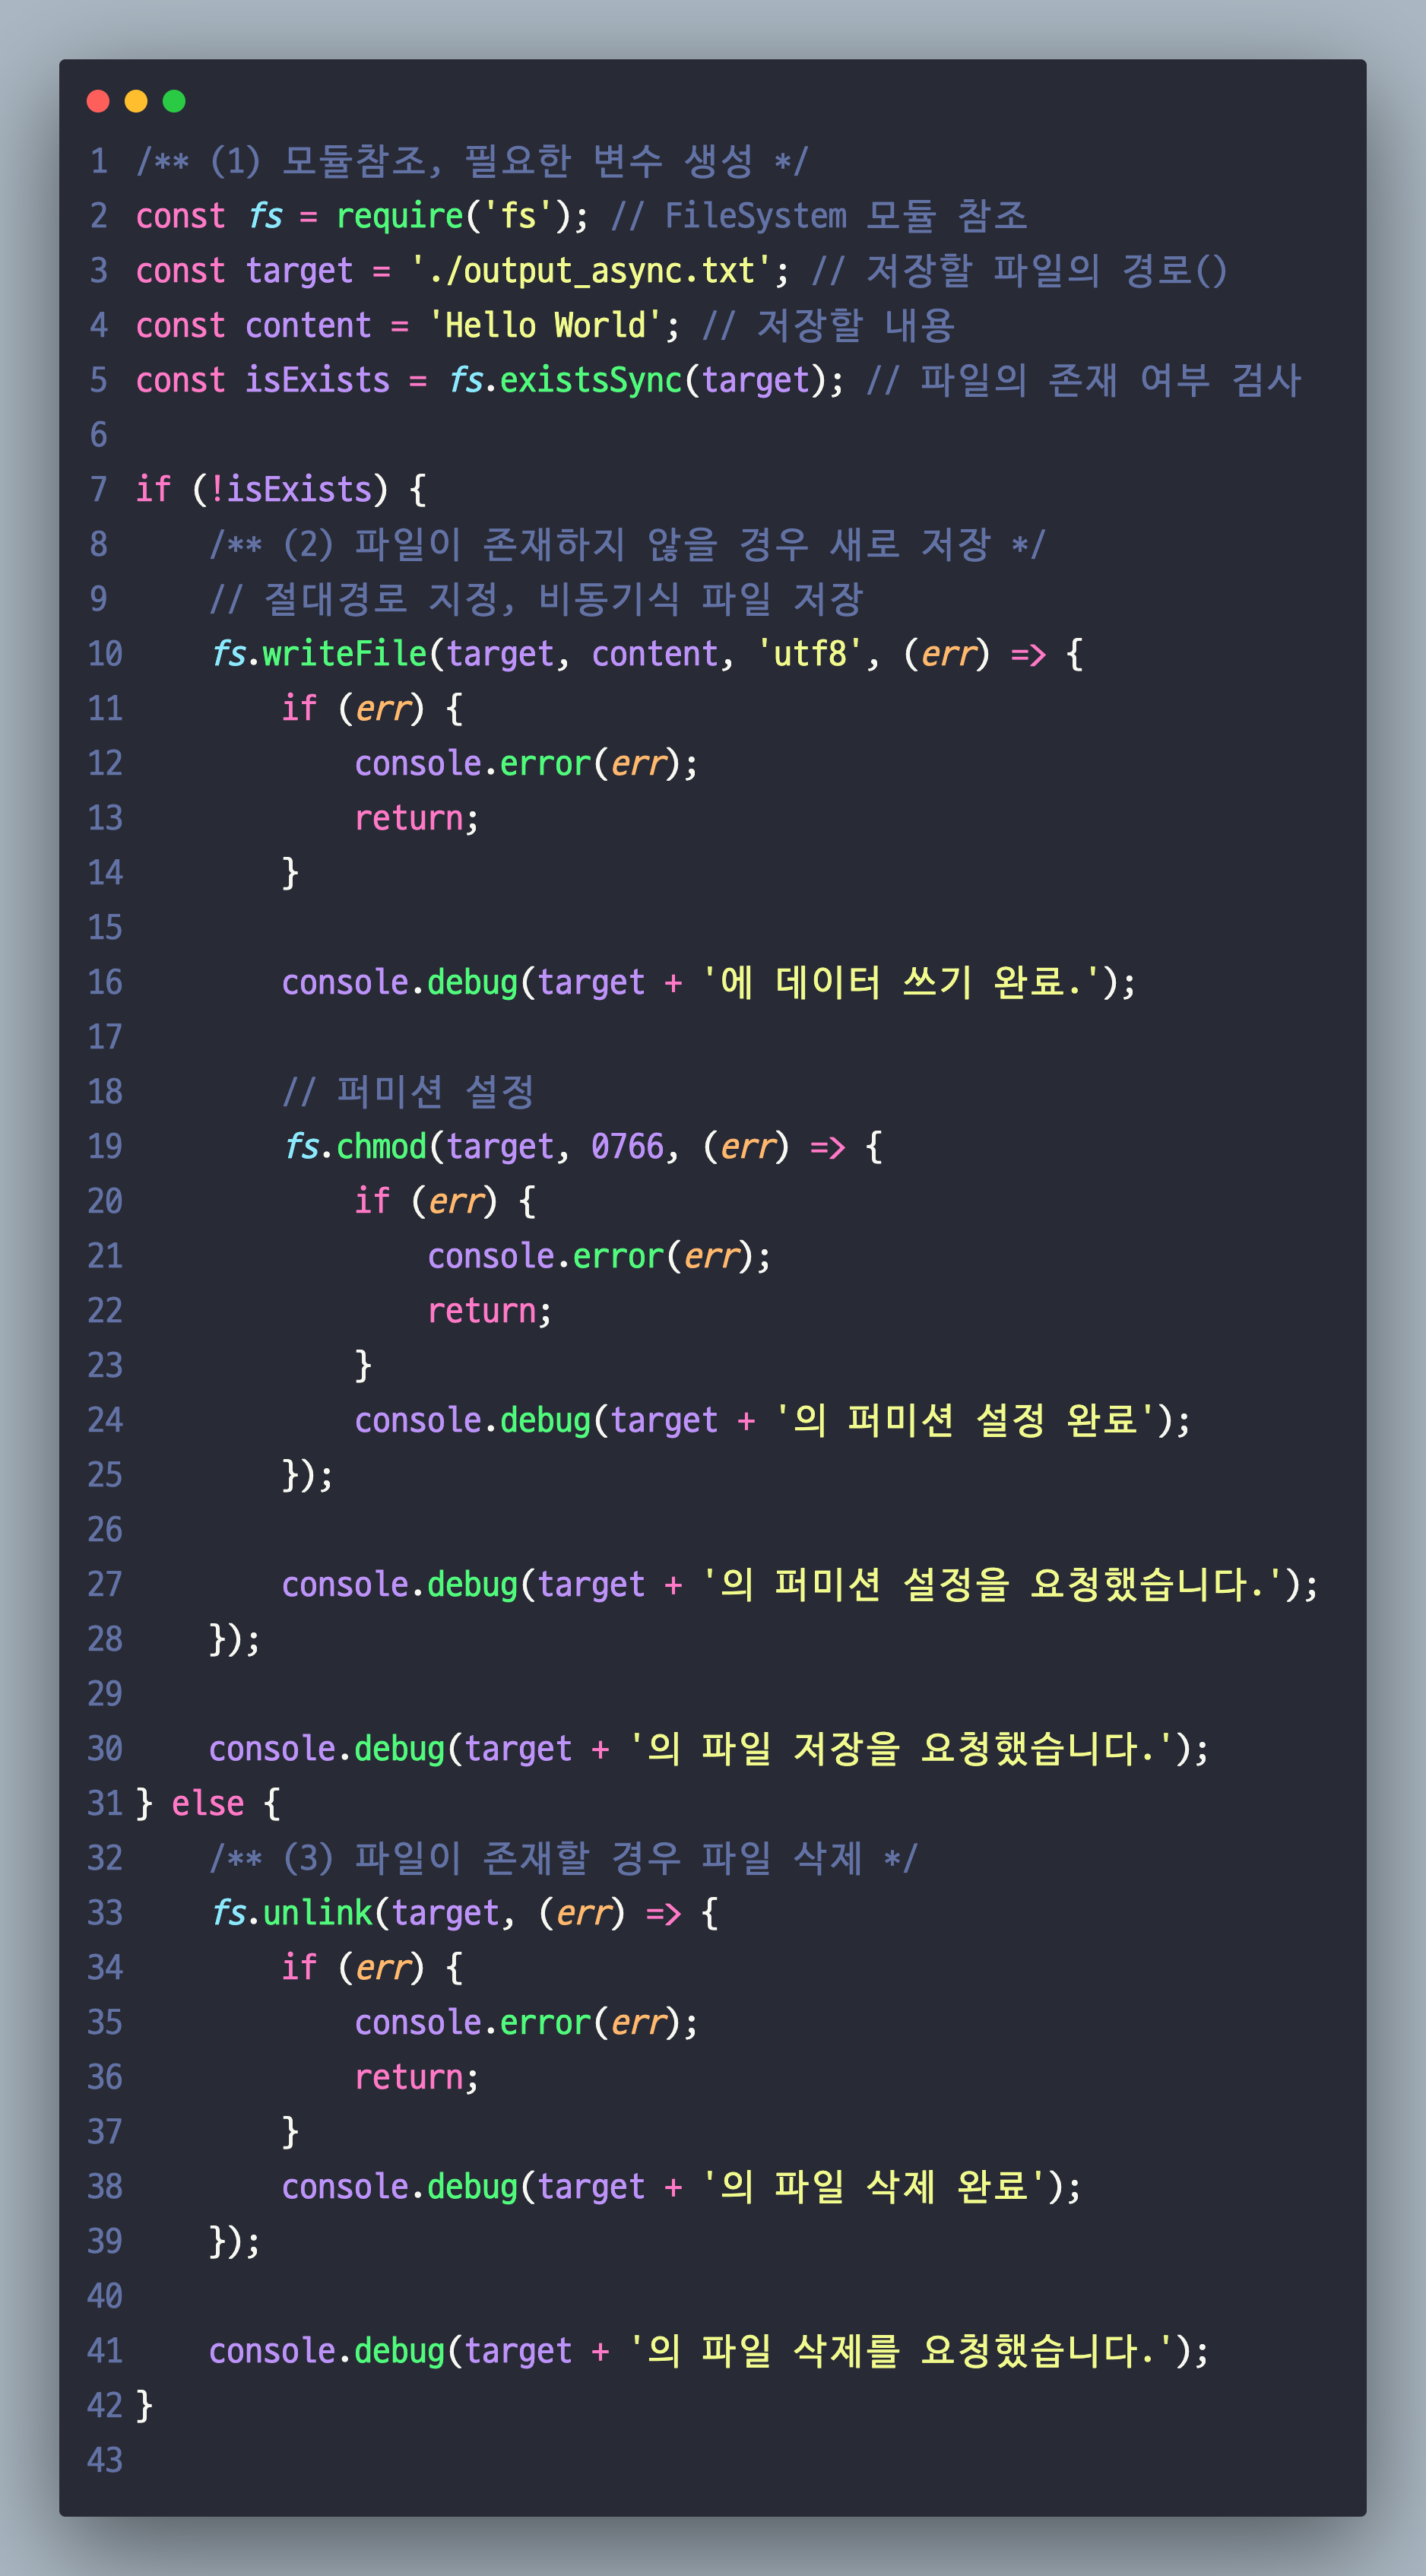 1 /** (1) 모듈참조, 필요한 변수 생성 */
2 const fs = require('fs'); // FileSystem 모듈 참조
3 const target = './output_async.txt'; // 저장할 파일의 경로()
4 const content = 'Hello World'; // 저장할 내용
5 const isExists = fs.existsSync(target); // 파일의 존재 여부 검사
6
7 if (!isExists) {
8     /** (2) 파일이 존재하지 않을 경우 새로 저장 */
9     // 절대경로 지정, 비동기식 파일 저장
10     fs.writeFile(target, content, 'utf8', (err) => {
11         if (err) {
12             console.error(err);
13             return;
14         }
15
16         console.debug(target + '에 데이터 쓰기 완료.');
17
18         // 퍼미션 설정
19         fs.chmod(target, 0766, (err) => {
20             if (err) {
21                 console.error(err);
22                 return;
23             }
24             console.debug(target + '의 퍼미션 설정 완료');
25         });
26
27         console.debug(target + '의 퍼미션 설정을 요청했습니다.');
28     });
29
30     console.debug(target + '의 파일 저장을 요청했습니다.');
31 } else {
32     /** (3) 파일이 존재할 경우 파일 삭제 */
33     fs.unlink(target, (err) => {
34         if (err) {
35             console.error(err);
36             return;
37         }
38         console.debug(target + '의 파일 삭제 완료');
39     });
40
41     console.debug(target + '의 파일 삭제를 요청했습니다.');
42 }
43